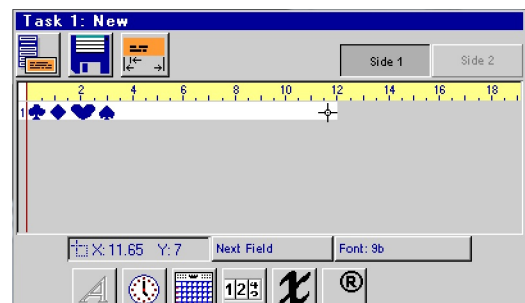 Task 1: New
Side 1 Side 2
2 4 6 8 10 12 14 16 18
1 ♣ ♦ ♥ ♠
X: 11.65 Y: 7 Next Field Font: 9b
A 123 x ®